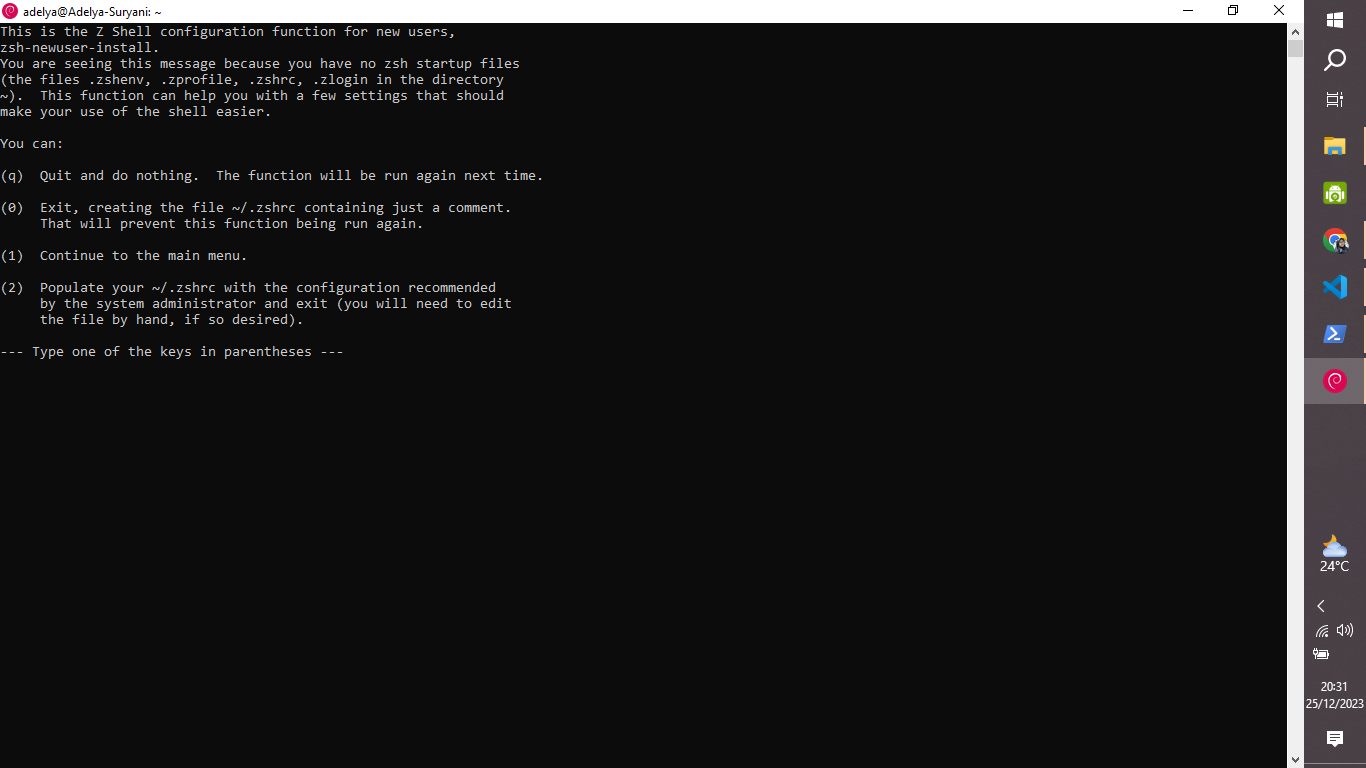 adelya@Adelya-Suryani: ~
This is the Z Shell configuration function for new users,
zsh-newuser-install.
You are seeing this message because you have no zsh startup files
(the files .zshenv, .zprofile, .zshrc, .zlogin in the directory
~).  This function can help you with a few settings that should
make your use of the shell easier.
You can:
(q)  Quit and do nothing.  The function will be run again next time.
(0)  Exit, creating the file ~/.zshrc containing just a comment.
     That will prevent this function being run again.
(1)  Continue to the main menu.
(2)  Populate your ~/.zshrc with the configuration recommended
     by the system administrator and exit (you will need to edit
     the file by hand, if so desired).
--- Type one of the keys in parentheses ---
24°C
20:31
25/12/2023